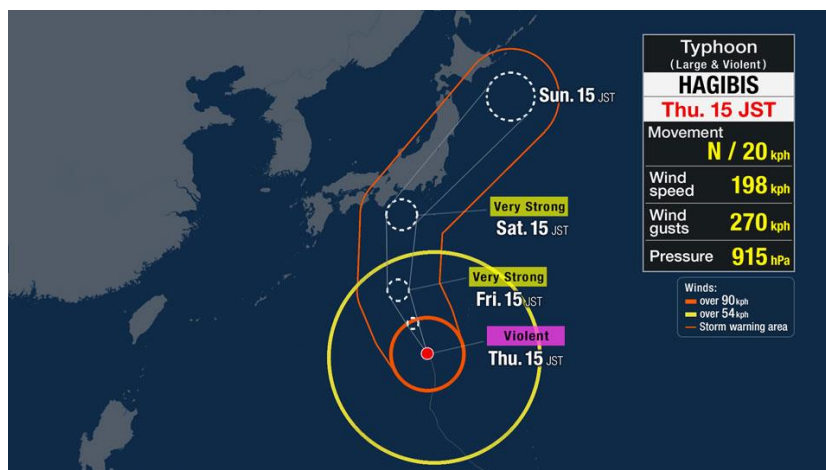 Typhoon
(Large & Violent)
HAGIBIS
Thu. 15 JST
Movement
N / 20 kph
Wind speed 198 kph
Wind gusts 270 kph
Pressure 915 hPa
Winds:
over 90 kph
over 54 kph
Storm warning area
Sun. 15 JST
Very Strong
Sat. 15 JST
Very Strong
Fri. 15 JST
Violent
Thu. 15 JST